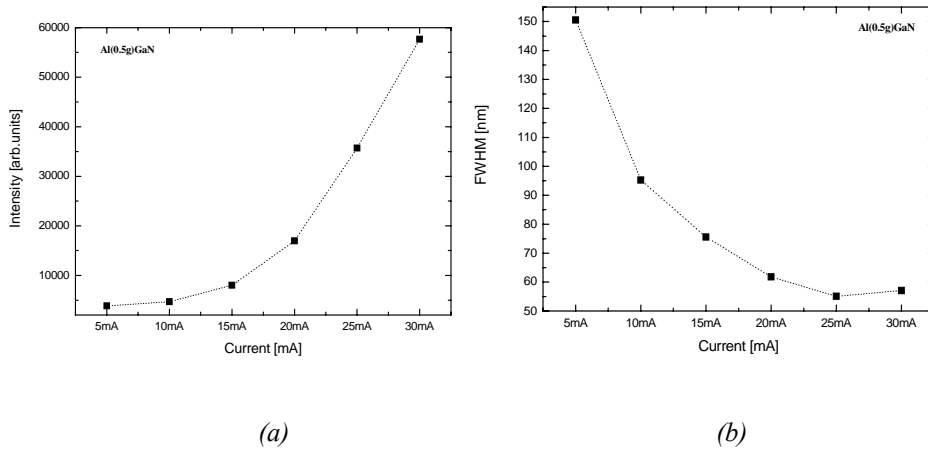 Al(0.5g)GaN
Intensity [arb.units]
60000
50000
40000
30000
20000
10000
5mA 10mA 15mA 20mA 25mA 30mA
Current [mA]
(a)
Al(0.5g)GaN
FWHM [nm]
150
140
130
120
110
100
90
80
70
60
50
5mA 10mA 15mA 20mA 25mA 30mA
Current [mA]
(b)